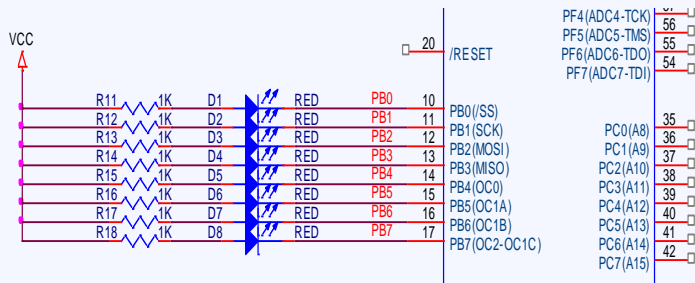 PF4(ADC4-TCK)
56
PF5(ADC5-TMS)
55
PF6(ADC6-TDO)
54
PF7(ADC7-TDI)
VCC
20
/RESET
R11 1K D1 RED PB0 10 PB0(/SS)
R12 1K D2 RED PB1 11 PB1(SCK)
R13 1K D3 RED PB2 12 PB2(MOSI)
R14 1K D4 RED PB3 13 PB3(MISO)
R15 1K D5 RED PB4 14 PB4(OC0)
R16 1K D6 RED PB5 15 PB5(OC1A)
R17 1K D7 RED PB6 16 PB6(OC1B)
R18 1K D8 RED PB7 17 PB7(OC2-OC1C)
PC0(A8) 35
PC1(A9) 36
PC2(A10) 37
PC3(A11) 38
PC4(A12) 39
PC5(A13) 40
PC6(A14) 41
PC7(A15) 42